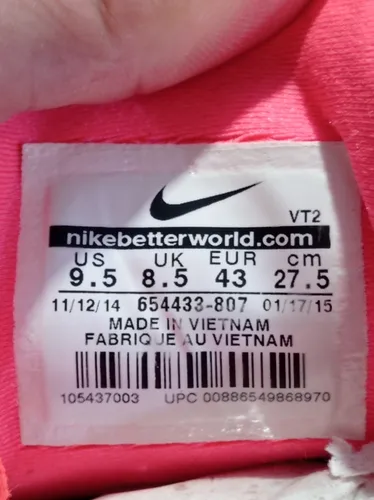 VT2
nikebetterworld.com
US UK EUR cm
9.5 8.5 43 27.5
11/12/14 654433-807 01/17/15
MADE IN VIETNAM
FABRIQUE AU VIETNAM
105437003 UPC 00886549868970